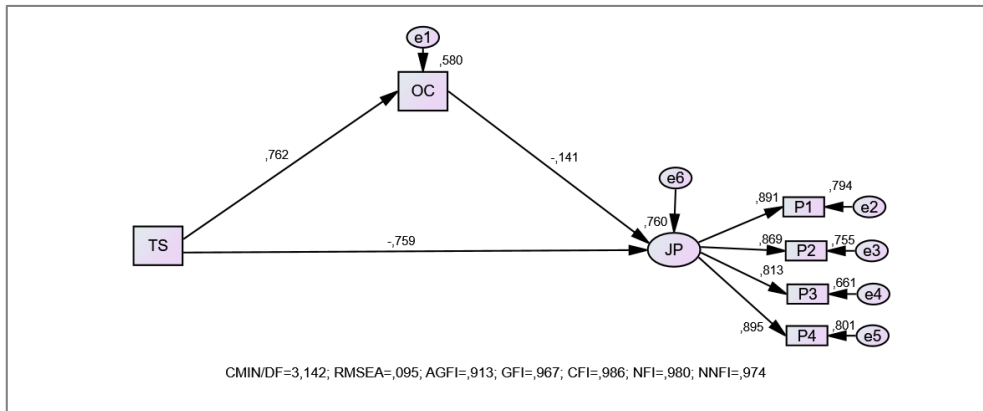 e1
,580
OC
,762
-,141
e6
,891
P1
,794
e2
TS
-,759
,760
JP
,869
P2
,755
e3
,813
P3
,661
e4
,895
P4
,801
e5
CMIN/DF=3,142; RMSEA=,095; AGFI=,913; GFI=,967; CFI=,986; NFI=,980; NNFI=,974